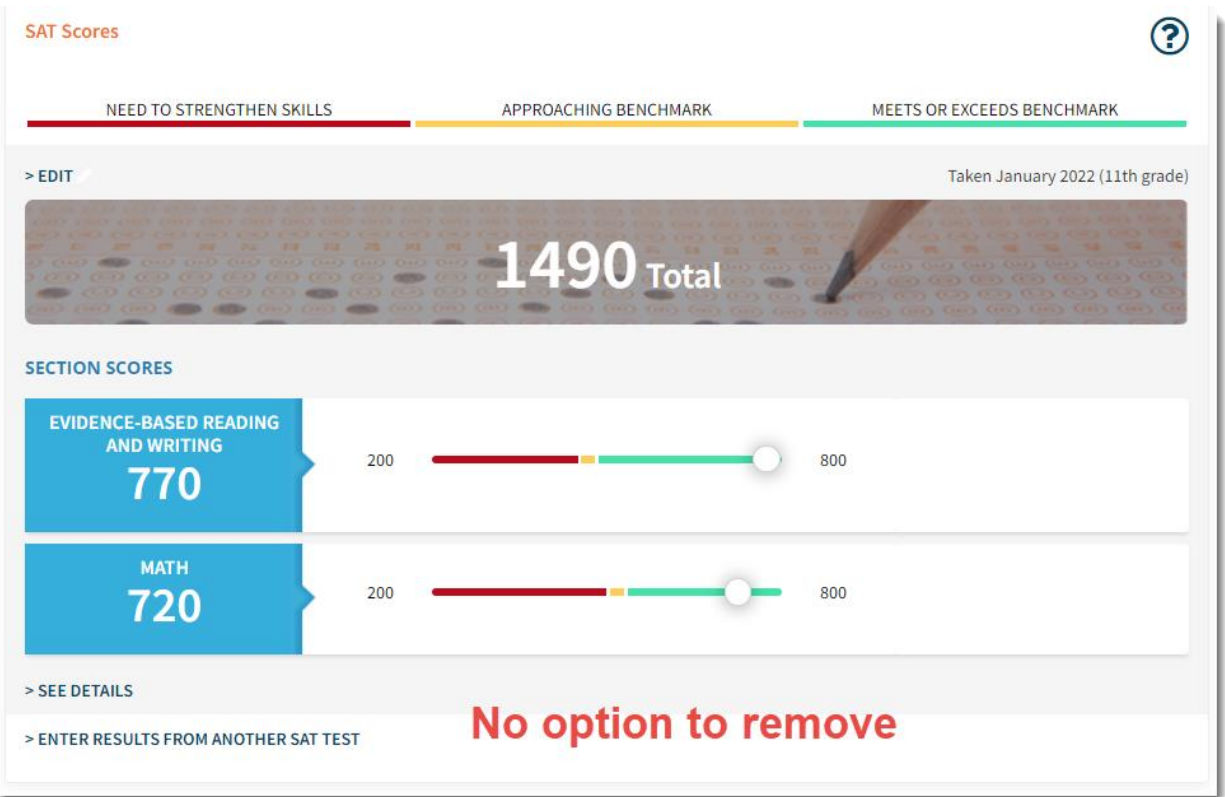 SAT Scores
NEED TO STRENGTHEN SKILLS
APPROACHING BENCHMARK
MEETS OR EXCEEDS BENCHMARK
> EDIT
Taken January 2022 (11th grade)
1490 Total
SECTION SCORES
EVIDENCE-BASED READING
AND WRITING
770
200
800
MATH
720
200
800
> SEE DETAILS
No option to remove
> ENTER RESULTS FROM ANOTHER SAT TEST